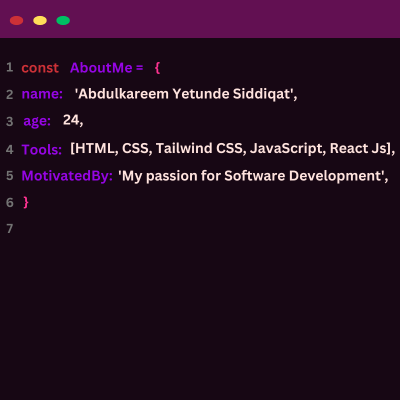 1 const AboutMe = {
2 name: 'Abdulkareem Yetunde Siddiqat',
3 age: 24,
4 Tools: [HTML, CSS, Tailwind CSS, JavaScript, React Js],
5 MotivatedBy: 'My passion for Software Development',
6 }
7